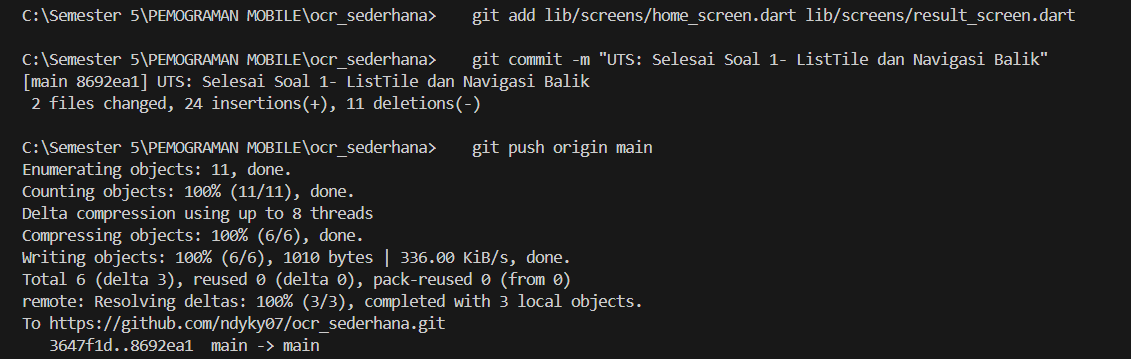 C:\Semester 5\PEMOGRAMAN MOBILE\ocr_sederhana>    git add lib/screens/home_screen.dart lib/screens/result_screen.dart
C:\Semester 5\PEMOGRAMAN MOBILE\ocr_sederhana>    git commit -m "UTS: Selesai Soal 1- ListTile dan Navigasi Balik"
[main 8692ea1] UTS: Selesai Soal 1- ListTile dan Navigasi Balik
 2 files changed, 24 insertions(+), 11 deletions(-)
C:\Semester 5\PEMOGRAMAN MOBILE\ocr_sederhana>    git push origin main
Enumerating objects: 11, done.
Counting objects: 100% (11/11), done.
Delta compression using up to 8 threads
Compressing objects: 100% (6/6), done.
Writing objects: 100% (6/6), 1010 bytes | 336.00 KiB/s, done.
Total 6 (delta 3), reused 0 (delta 0), pack-reused 0 (from 0)
remote: Resolving deltas: 100% (3/3), completed with 3 local objects.
To https://github.com/ndyky07/ocr_sederhana.git
   3647f1d..8692ea1  main -> main